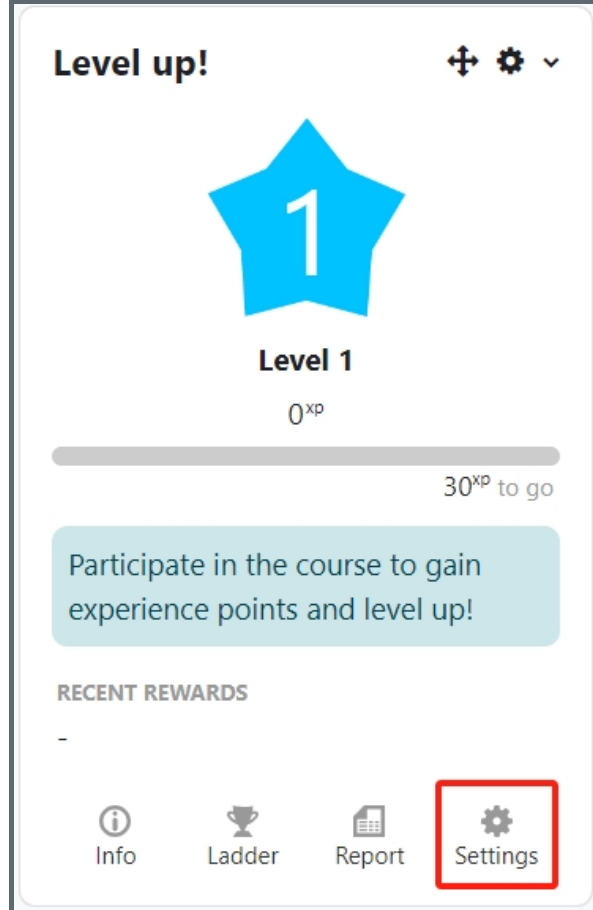 Level up!
1
Level 1
0xp
30xp to go
Participate in the course to gain
experience points and level up!
RECENT REWARDS
-
Info Ladder Report Settings